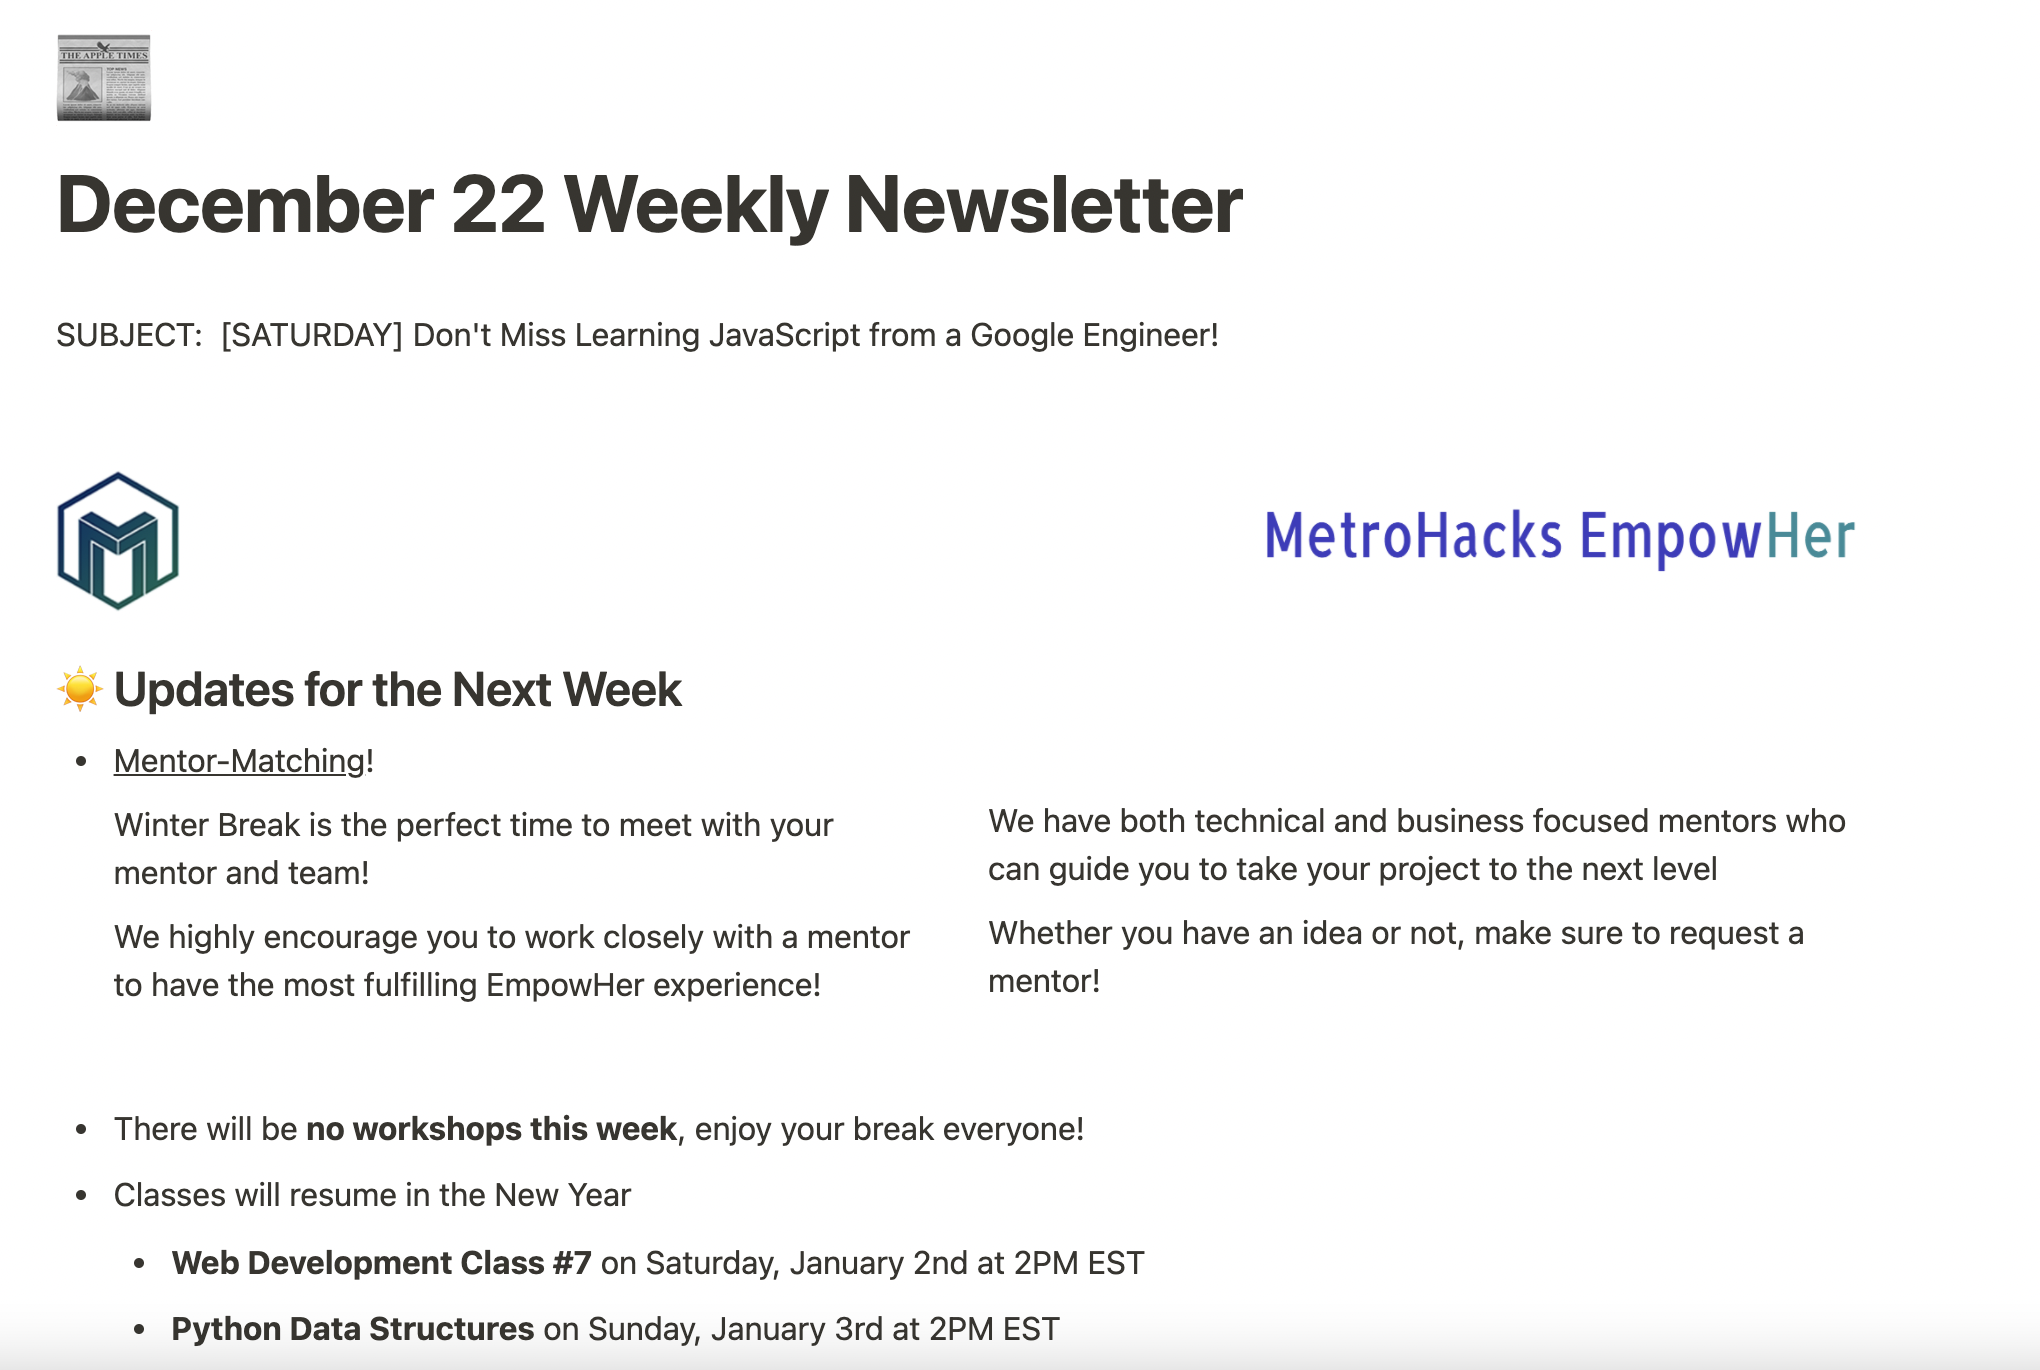 THE APPLE TIMES
December 22 Weekly Newsletter
SUBJECT: [SATURDAY] Don't Miss Learning JavaScript from a Google Engineer!
MetroHacks EmpowHer
Updates for the Next Week
Mentor-Matching!
Winter Break is the perfect time to meet with your
mentor and team!
We highly encourage you to work closely with a mentor
to have the most fulfilling EmpowHer experience!
We have both technical and business focused mentors who
can guide you to take your project to the next level
Whether you have an idea or not, make sure to request a
mentor!
There will be no workshops this week, enjoy your break everyone!
Classes will resume in the New Year
Web Development Class #7 on Saturday, January 2nd at 2PM EST
Python Data Structures on Sunday, January 3rd at 2PM EST